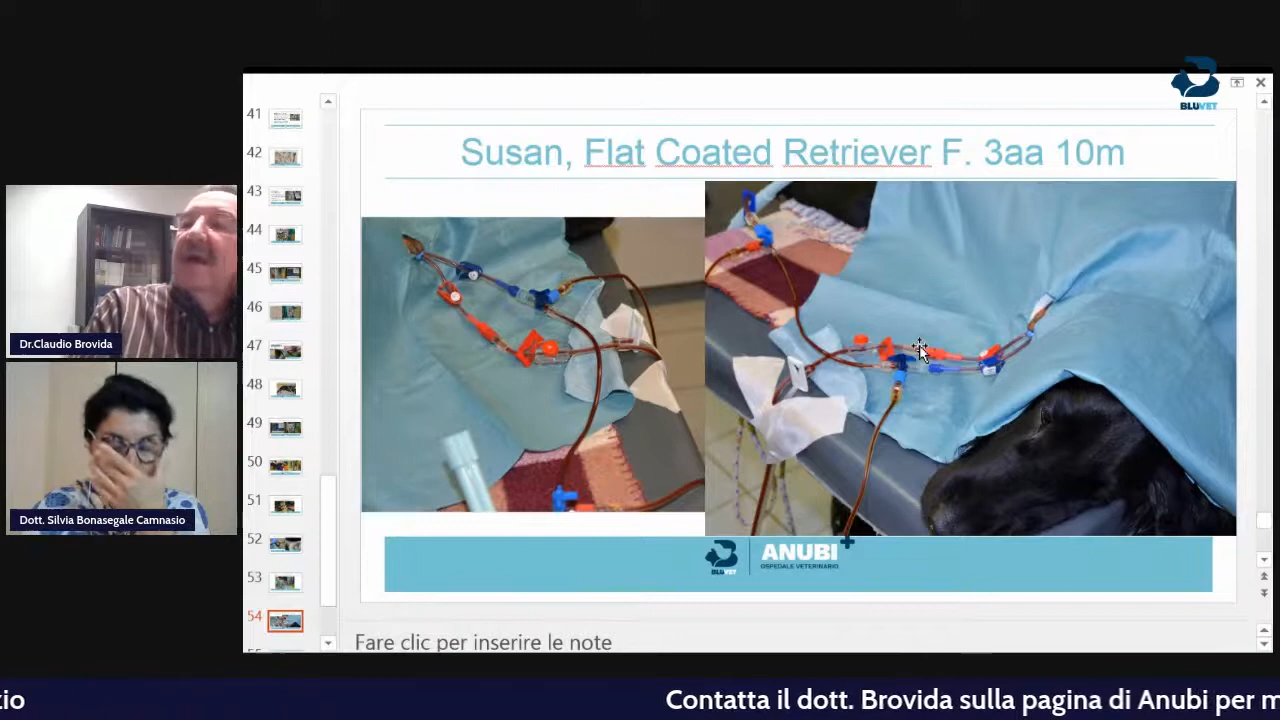 BLUVET
41
42
43
44
45
46
47
48
49
50
51
52
53
54
Susan, Flat Coated Retriever F. 3aa 10m
BLUVET
ANUBI
OSPEDALE VETERINARIO
Fare clic per inserire le note
Dr.Claudio Brovida
Dott. Silvia Bonasegale Camnasio
zio
Contatta il dott. Brovida sulla pagina di Anubi per m